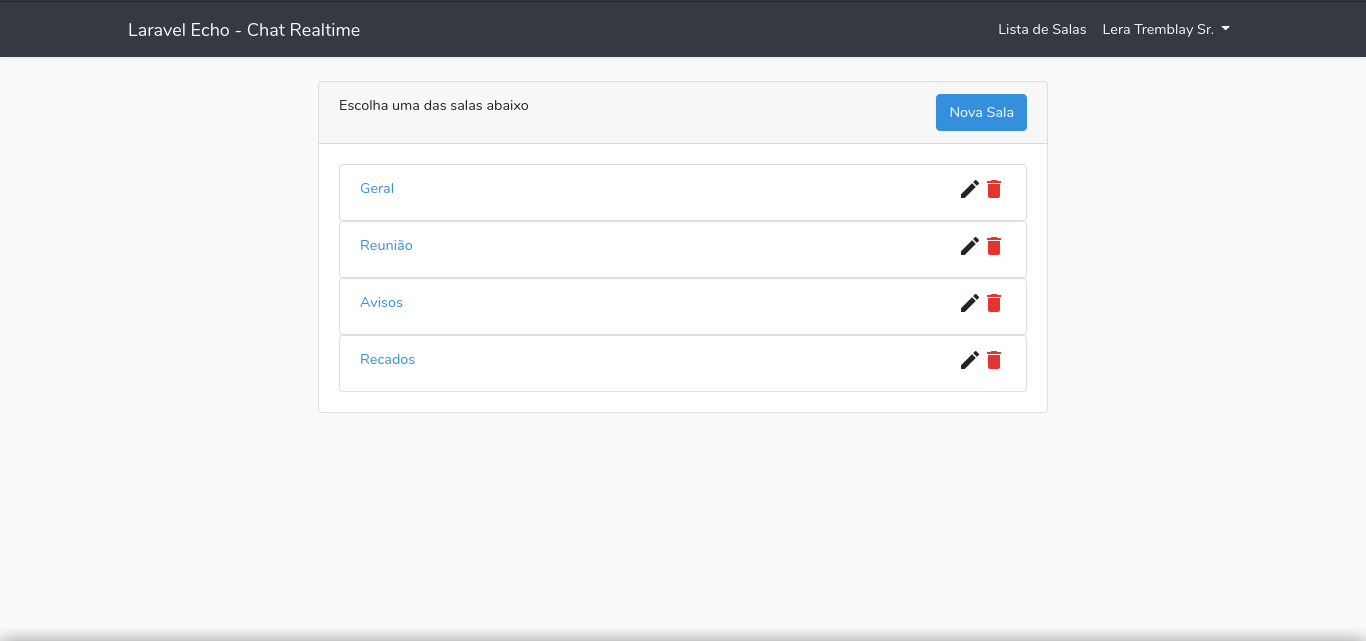 Laravel Echo - Chat Realtime
Lista de Salas
Lera Tremblay Sr.
Escolha uma das salas abaixo
Nova Sala
Geral
Reunião
Avisos
Recados